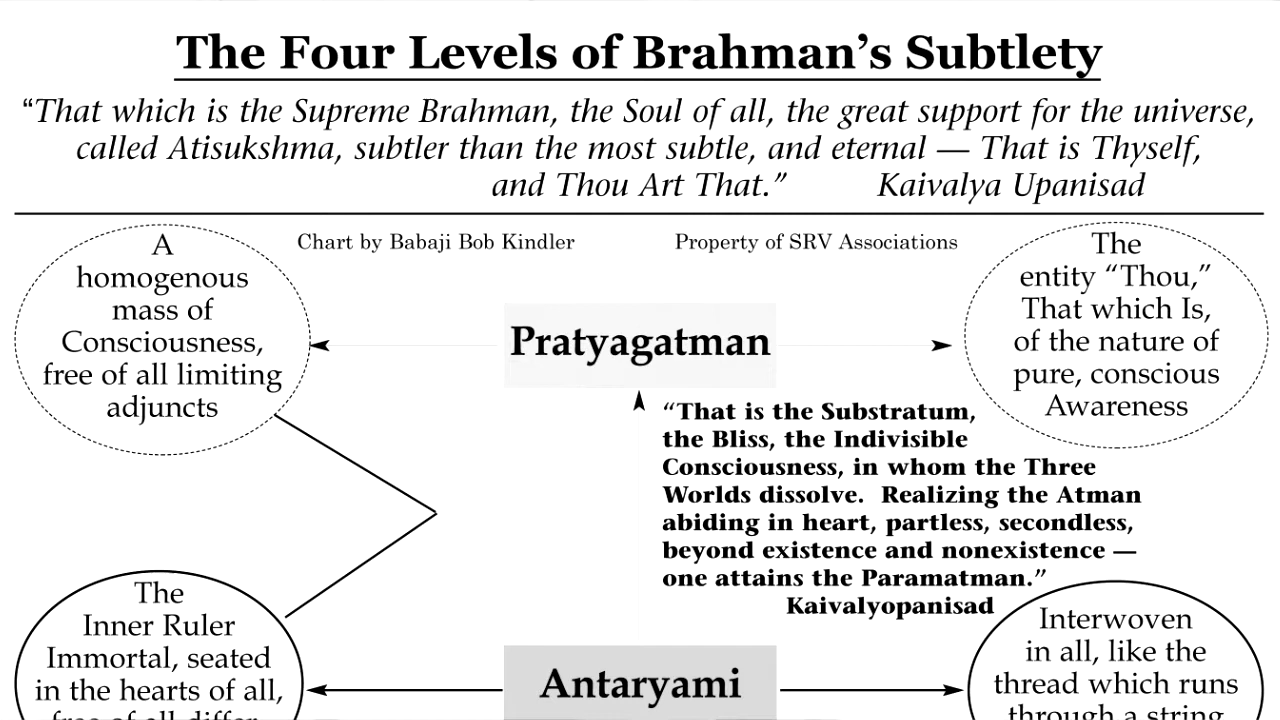 The Four Levels of Brahman’s Subtlety
“That which is the Supreme Brahman, the Soul of all, the great support for the universe,
called Atisukshma, subtler than the most subtle, and eternal — That is Thyself,
and Thou Art That.” Kaivalya Upanisad
Chart by Babaji Bob Kindler
Property of SRV Associations
A
homogenous
mass of
Consciousness,
free of all limiting
adjuncts
Pratyagatman
The
entity “Thou,”
That which Is,
of the nature of
pure, conscious
Awareness
“That is the Substratum,
the Bliss, the Indivisible
Consciousness, in whom the Three
Worlds dissolve. Realizing the Atman
abiding in heart, partless, secondless,
beyond existence and nonexistence —
one attains the Paramatman.”
Kaivalyopanisad
The
Inner Ruler
Immortal, seated
in the hearts of all,
free of all differ-
Antaryami
Interwoven
in all, like the
thread which runs
through a string